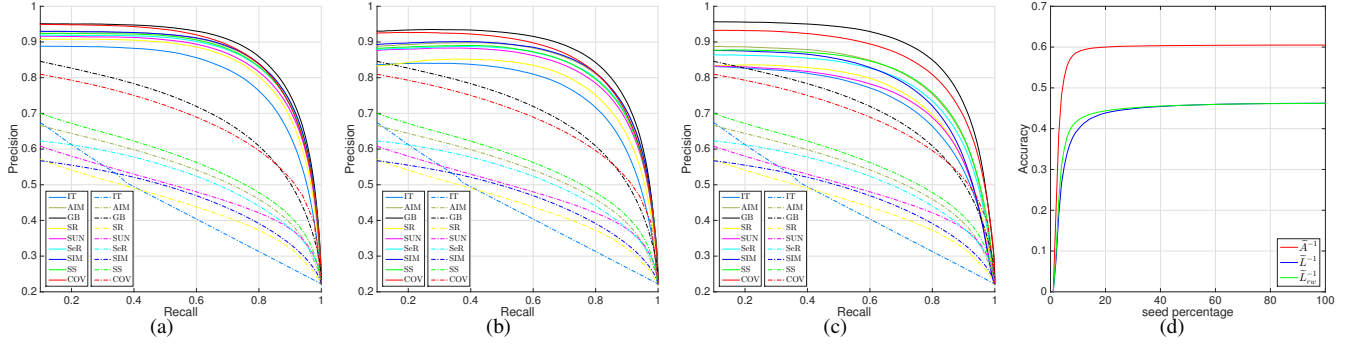 1
0.9
0.8
0.7
0.6
0.5
0.4
0.3
0.2
Precision
IT IT
AIM AIM
GB GB
SR SR
SUN SUN
SeR SeR
SIM SIM
SS SS
COV COV
0.2 0.4 0.6 0.8 1
Recall
(a)
1
0.9
0.8
0.7
0.6
0.5
0.4
0.3
0.2
Precision
IT IT
AIM AIM
GB GB
SR SR
SUN SUN
SeR SeR
SIM SIM
SS SS
COV COV
0.2 0.4 0.6 0.8 1
Recall
(b)
1
0.9
0.8
0.7
0.6
0.5
0.4
0.3
0.2
Precision
IT IT
AIM AIM
GB GB
SR SR
SUN SUN
SeR SeR
SIM SIM
SS SS
COV COV
0.2 0.4 0.6 0.8 1
Recall
(c)
0.7
0.6
0.5
0.4
0.3
0.2
0.1
0
Accuracy
Ā⁻¹
L̄⁻¹
L̄rw⁻¹
0 20 40 60 80 100
seed percentage
(d)